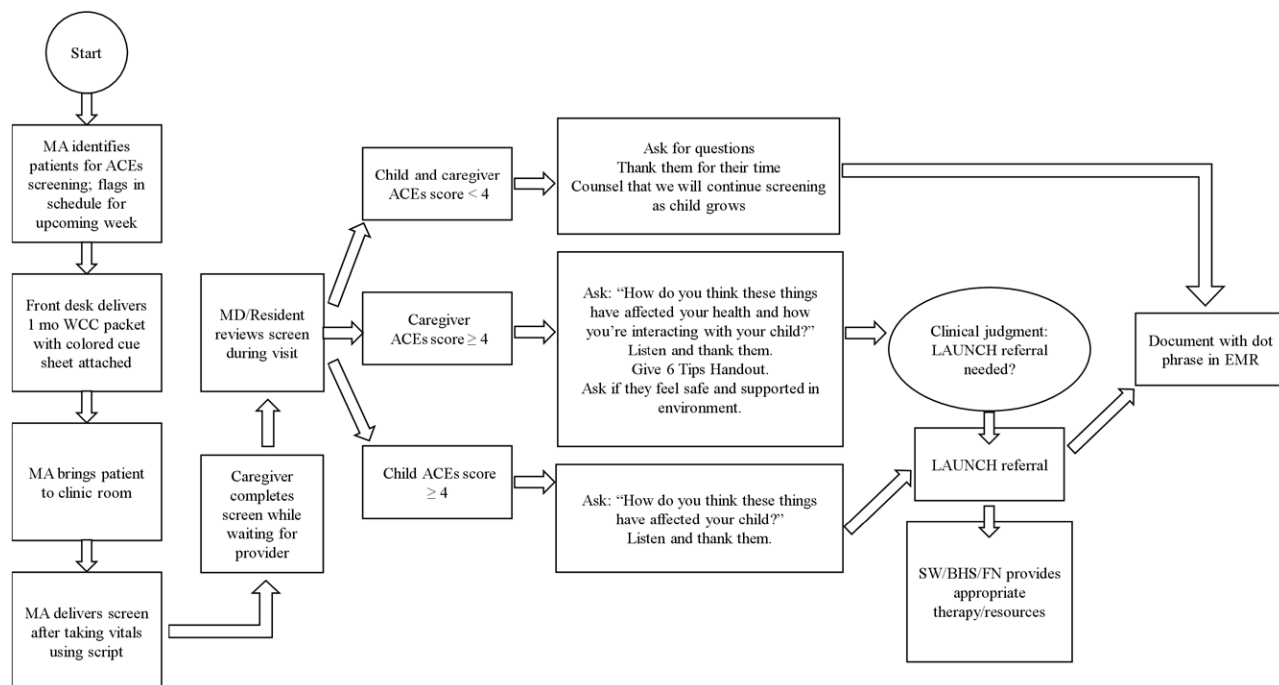 Start
MA identifies
patients for ACEs
screening; flags in
schedule for
upcoming week
Front desk delivers
1 mo WCC packet
with colored cue
sheet attached
MA brings patient
to clinic room
MA delivers screen
after taking vitals
using script
Caregiver
completes
screen while
waiting for
provider
MD/Resident
reviews screen
during visit
Child and caregiver
ACEs score < 4
Ask for questions
Thank them for their time
Counsel that we will continue screening
as child grows
Caregiver
ACEs score ≥ 4
Ask: “How do you think these things
have affected your health and how
you’re interacting with your child?”
Listen and thank them.
Give 6 Tips Handout.
Ask if they feel safe and supported in
environment.
Child ACEs score
≥ 4
Ask: “How do you think these things
have affected your child?”
Listen and thank them.
Clinical judgment:
LAUNCH referral
needed?
LAUNCH referral
SW/BHS/FN provides
appropriate
therapy/resources
Document with dot
phrase in EMR